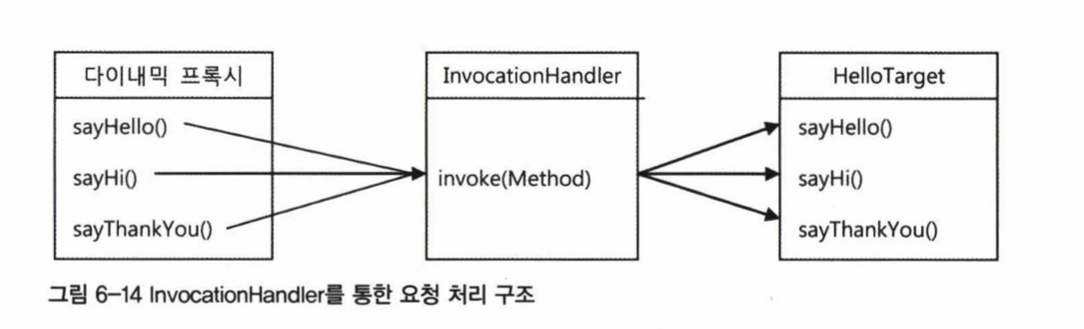 다이내믹 프록시
sayHello()
sayHi()
sayThankYou()
InvocationHandler
invoke(Method)
HelloTarget
sayHello()
sayHi()
sayThankYou()
그림 6-14 InvocationHandler를 통한 요청 처리 구조